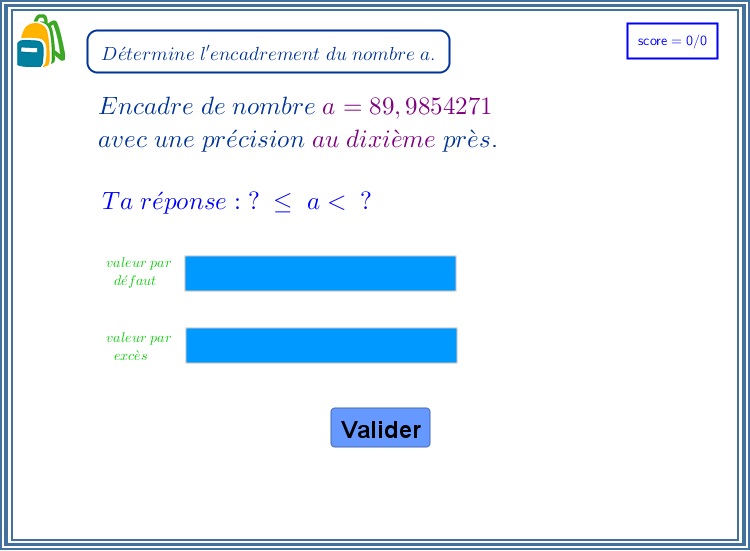 Détermine l'encadrement du nombre a.
score = 0/0
Encadre de nombre a = 89,9854271
avec une précision au dixième près.
Ta réponse : ? ≤ a < ?
valeur par
défaut
valeur par
excès
Valider